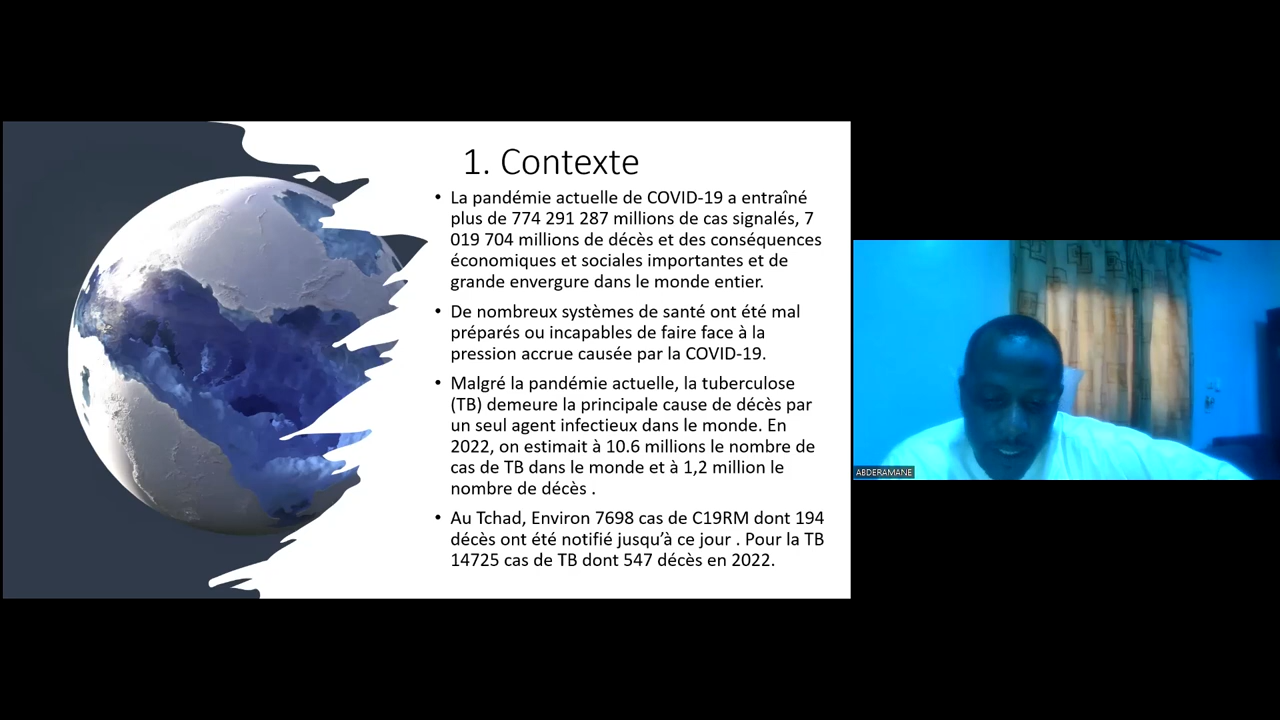 1. Contexte
• La pandémie actuelle de COVID-19 a entraîné
plus de 774 291 287 millions de cas signalés, 7
019 704 millions de décès et des conséquences
économiques et sociales importantes et de
grande envergure dans le monde entier.
• De nombreux systèmes de santé ont été mal
préparés ou incapables de faire face à la
pression accrue causée par la COVID-19.
• Malgré la pandémie actuelle, la tuberculose
(TB) demeure la principale cause de décès par
un seul agent infectieux dans le monde. En
2022, on estimait à 10.6 millions le nombre de
cas de TB dans le monde et à 1,2 million le
nombre de décès .
• Au Tchad, Environ 7698 cas de C19RM dont 194
décès ont été notifié jusqu’à ce jour . Pour la TB
14725 cas de TB dont 547 décès en 2022.
ABDERAMANE